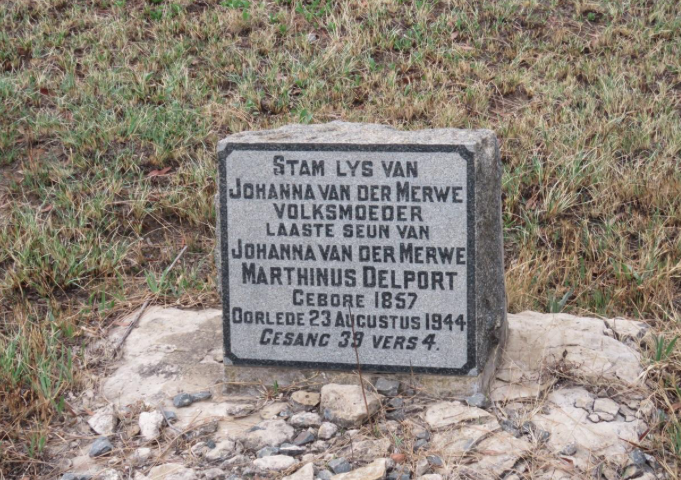 STAM LYS VAN
JOHANNA VAN DER MERWE
VOLKSMOEDER
LAASTE SEUN VAN
JOHANNA VAN DER MERWE
MARTHINUS DELPORT
GEBORE 1857
OORLEDE 23 AUGUSTUS 1944
GESANG 39 VERS 4.